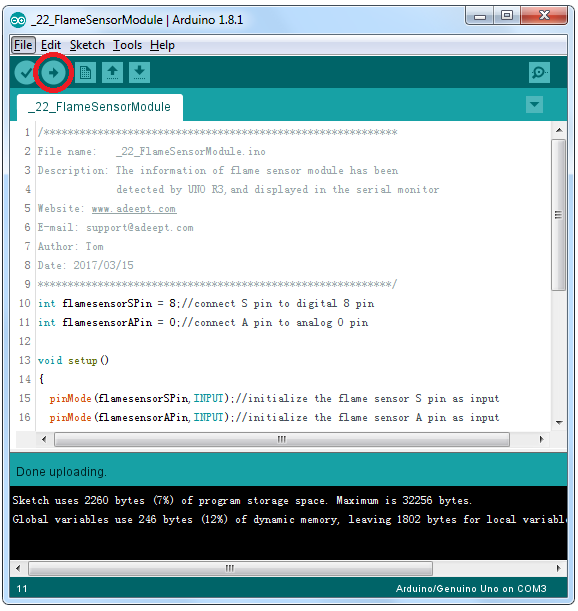 _22_FlameSensorModule | Arduino 1.8.1
File Edit Sketch Tools Help
_22_FlameSensorModule
1 /***********************************************************
2 File name: _22_FlameSensorModule.ino
3 Description: The information of flame sensor module has been
4 detected by UNO R3,and displayed in the serial monitor
5 Website: www.adeept.com
6 E-mail: support@adeept.com
7 Author: Tom
8 Date: 2017/03/15
9 ***********************************************************/
10 int flamesensorSPin = 8;//connect S pin to digital 8 pin
11 int flamesensorAPin = 0;//connect A pin to analog 0 pin
12
13 void setup()
14 {
15 pinMode(flamesensorSPin,INPUT);//initialize the flame sensor S pin as input
16 pinMode(flamesensorAPin,INPUT);//initialize the flame sensor A pin as input
Done uploading.
Sketch uses 2260 bytes (7%) of program storage space. Maximum is 32256 bytes.
Global variables use 246 bytes (12%) of dynamic memory, leaving 1802 bytes for local variabl
11 Arduino/Genuino Uno on COM3